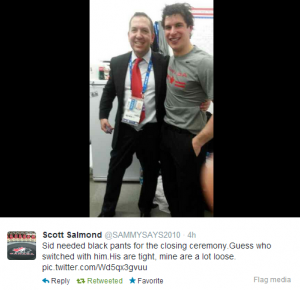 Scott Salmond @SAMMYSAYS2010 · 4h
Sid needed black pants for the closing ceremony.Guess who
switched with him.His are tight, mine are a lot loose.
pic.twitter.com/Wd5qx3gvuu
Reply Retweeted Favorite Flag media